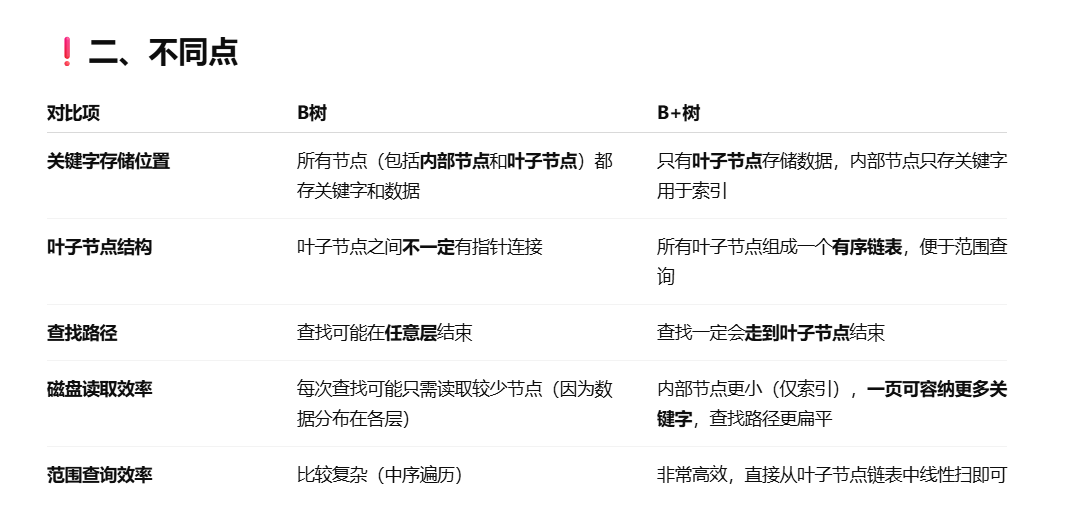 ❗二、不同点
对比项 B树 B+树
关键字存储位置 所有节点（包括内部节点和叶子节点）都 只有叶子节点存储数据，内部节点只存关键字
存关键字和数据 用于索引
叶子节点结构 叶子节点之间不一定有指针连接 所有叶子节点组成一个有序链表，便于范围查
询
查找路径 查找可能在任意层结束 查找一定会走到叶子节点结束
磁盘读取效率 每次查找可能只需读取较少节点（因为数 内部节点更小（仅索引），一页可容纳更多关
据分布在各层） 键字，查找路径更扁平
范围查询效率 比较复杂（中序遍历） 非常高效，直接从叶子节点链表中线性扫即可